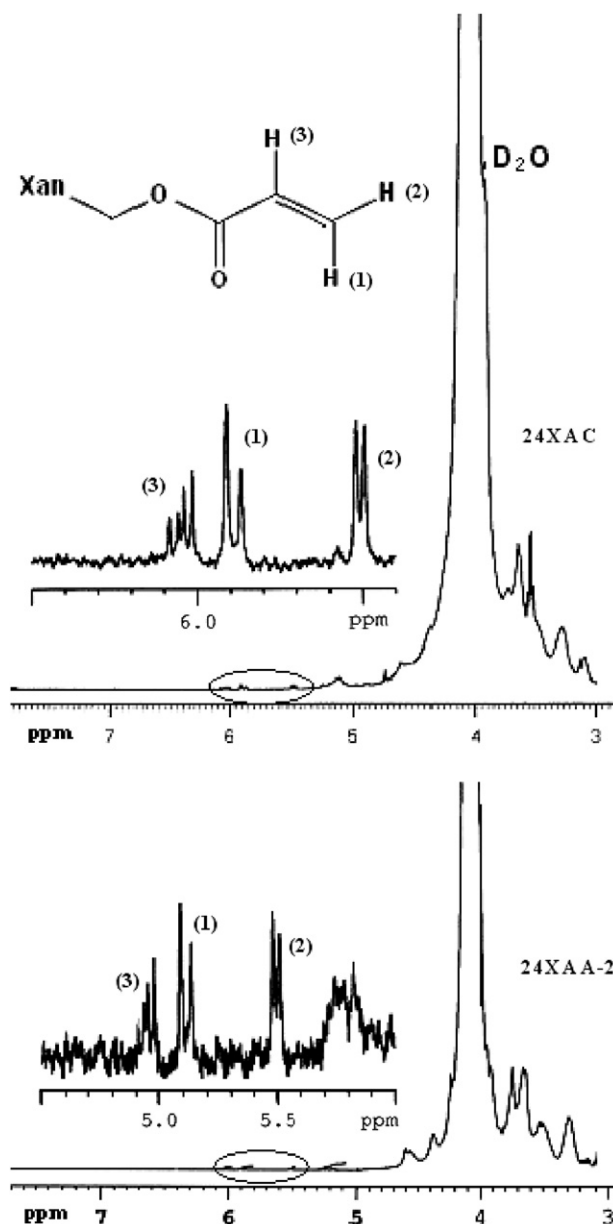 H (3)
Xan
O
H (2)
O
H
(1)
D₂O
24XAC
(3)
(1)
(2)
6.0
ppm
ppm 7 6 5 4 3
24XAA-2
(3)
(1)
(2)
5.0
5.5
ppm
ppm 7 6 5 4 3